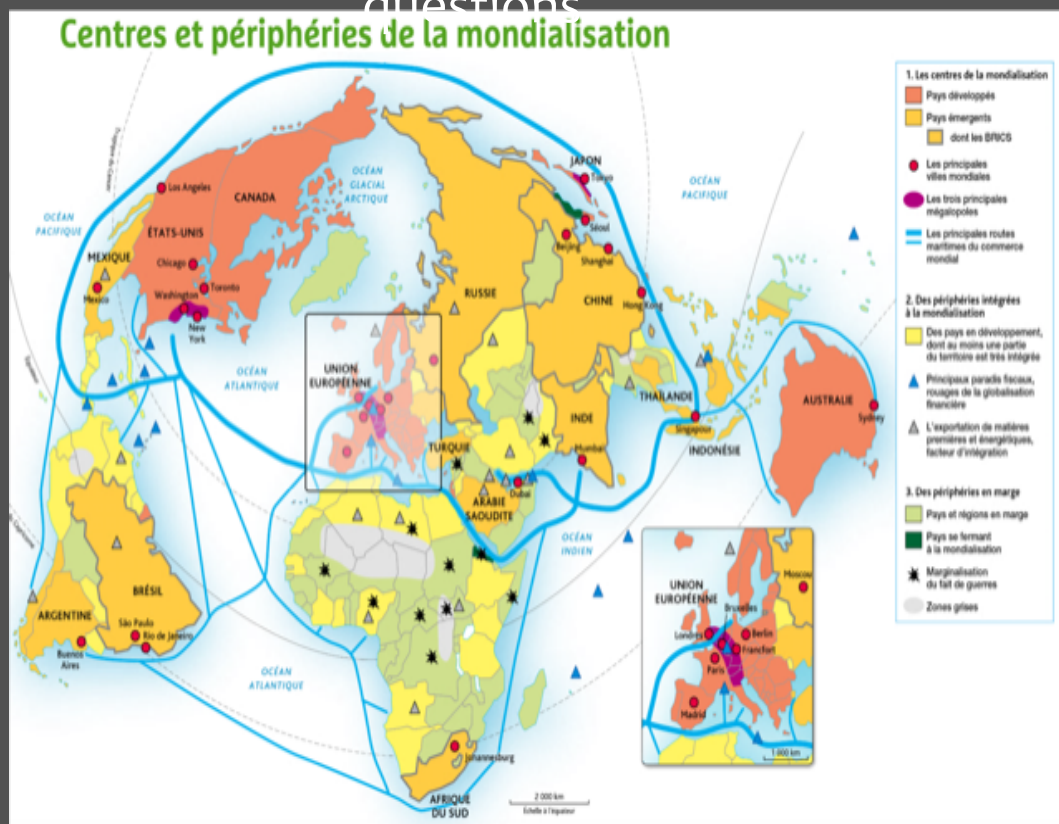 questions
Centres et périphéries de la mondialisation
1. Les centres de la mondialisation
Pays développés
Pays émergents
dont les BRICS
Les principales
villes mondiales
Les trois principales
mégalopoles
Les principales routes
maritimes du commerce
mondial
2. Des périphéries intégrées
à la mondialisation
Des pays en développement,
dont au moins une partie
du territoire est très intégrée
Principaux paradis fiscaux,
rouages de la globalisation
financière
L'exportation de matières
premières et énergétiques,
facteur d'intégration
3. Des périphéries en marge
Pays et régions en marge
Pays se fermant
à la mondialisation
Marginalisation
du fait de guerres
Zones grises
OCÉAN
PACIFIQUE
Los Angeles
CANADA
OCÉAN
GLACIAL
ARCTIQUE
JAPON
Tokyo
OCÉAN
PACIFIQUE
ÉTATS-UNIS
Séoul
Beijing
Shanghai
MEXIQUE
Mexico
Chicago
Toronto
Washington
New
York
RUSSIE
CHINE
Hong Kong
OCÉAN
ATLANTIQUE
UNION
EUROPÉENNE
THAÏLANDE
Singapour
INDONÉSIE
AUSTRALIE
Sydney
TURQUIE
INDE
Mumbai
Dubaï
ARABIE
SAOUDITE
OCÉAN
INDIEN
BRÉSIL
ARGENTINE
São Paulo
Rio de Janeiro
Buenos
Aires
OCÉAN
ATLANTIQUE
Johannesburg
AFRIQUE
DU SUD
2 000 km
Échelle à l'équateur
UNION
EUROPÉENNE
Moscou
Bruxelles
Londres
Berlin
Francfort
Paris
Madrid
1 000 km